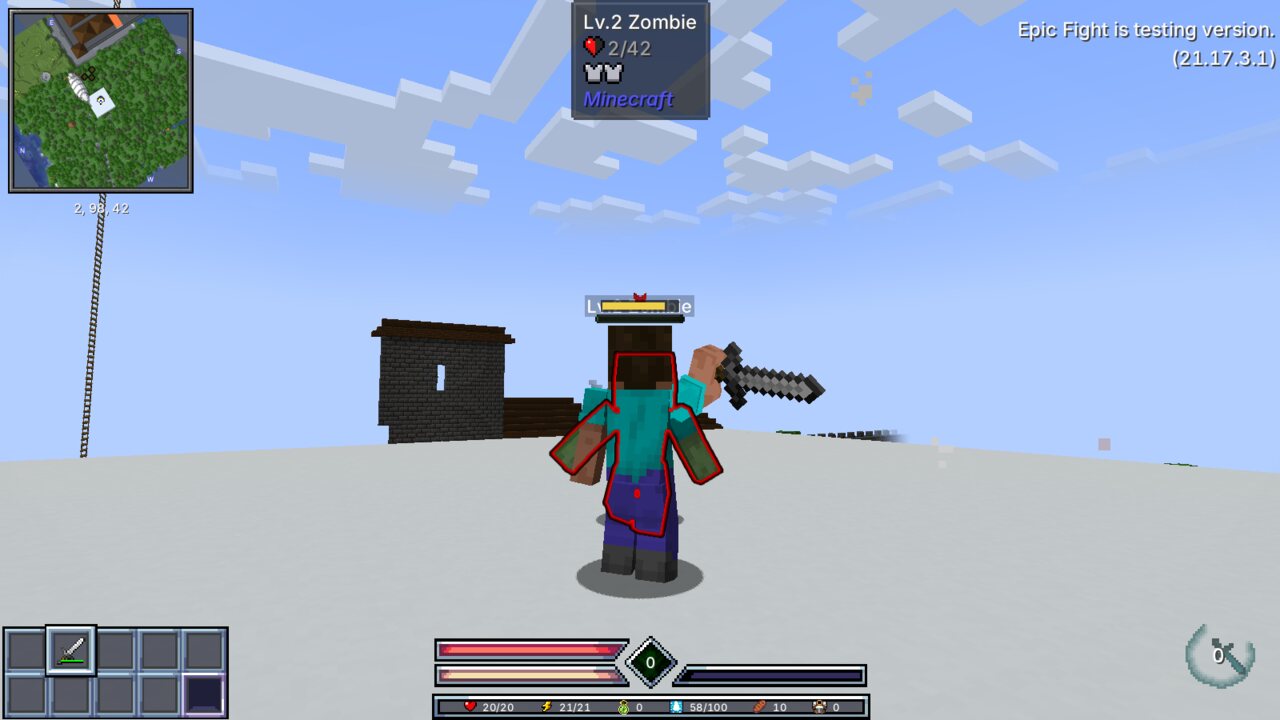 Lv.2 Zombie
2/42
Minecraft
Epic Fight is testing version.
(21.17.3.1)
E
S
N
W
2, 93, 42
0
0
20/20
21/21
0
58/100
10
0